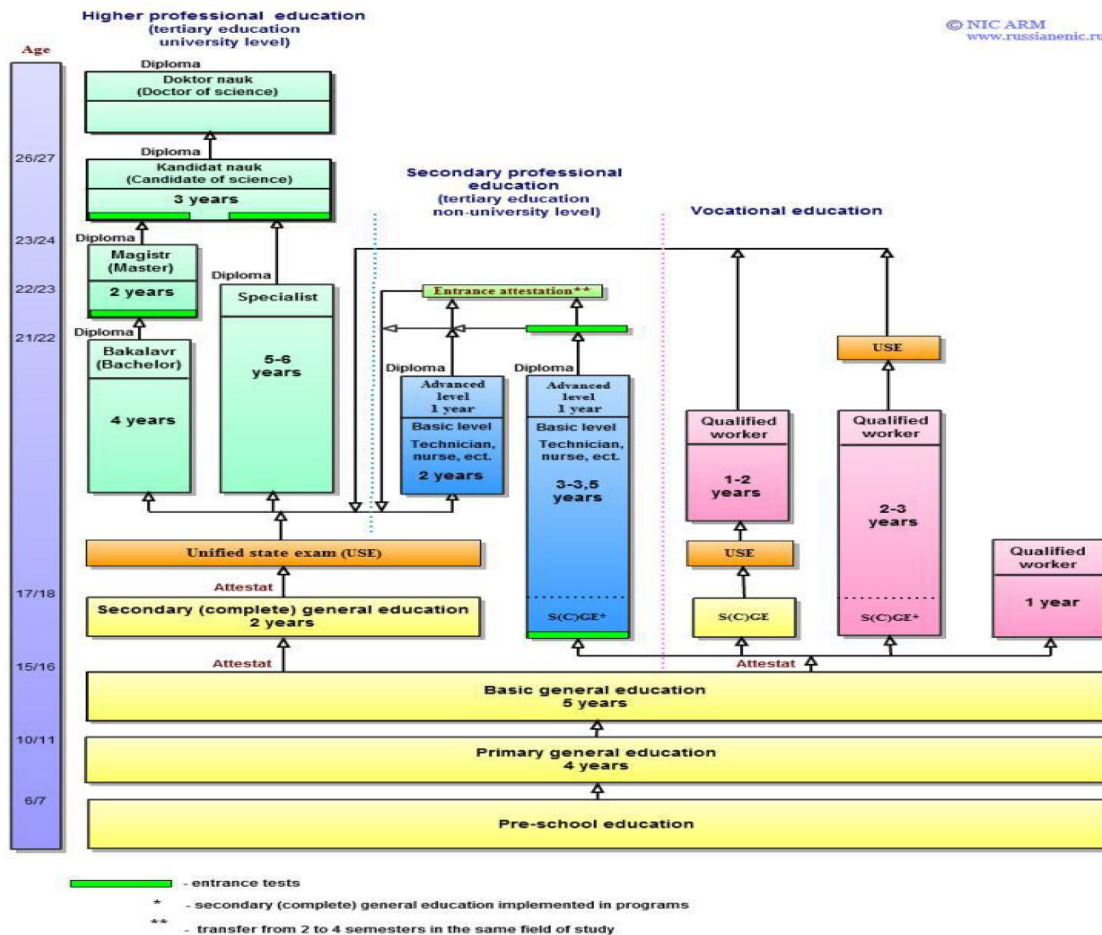 Higher professional education
(tertiary education
university level)
© NIC ARM
www.russianenic.ru
Age
Diploma
Doktor nauk
(Doctor of science)
26/27
Diploma
Kandidat nauk
(Candidate of science)
3 years
Secondary professional
education
(tertiary education
non-university level)
Vocational education
23/24
Diploma
Magistr
(Master)
2 years
Diploma
Specialist
5-6
years
22/23
Entrance attestation**
21/22
Diploma
Bakalavr
(Bachelor)
4 years
USE
Diploma
Advanced
level
1 year
Basic level
Technician,
nurse, ect.
2 years
Diploma
Advanced
level
1 year
Basic level
Technician,
nurse, ect.
3-3,5
years
S(C)GE*
Qualified
worker
1-2
years
USE
S(C)GE
Qualified
worker
2-3
years
S(C)GE*
Qualified
worker
1 year
Unified state exam (USE)
17/18
Attestat
Secondary (complete) general education
2 years
15/16
Attestat
Attestat
Basic general education
5 years
10/11
Primary general education
4 years
6/7
Pre-school education
- entrance tests
* - secondary (complete) general education implemented in programs
** - transfer from 2 to 4 semesters in the same field of study